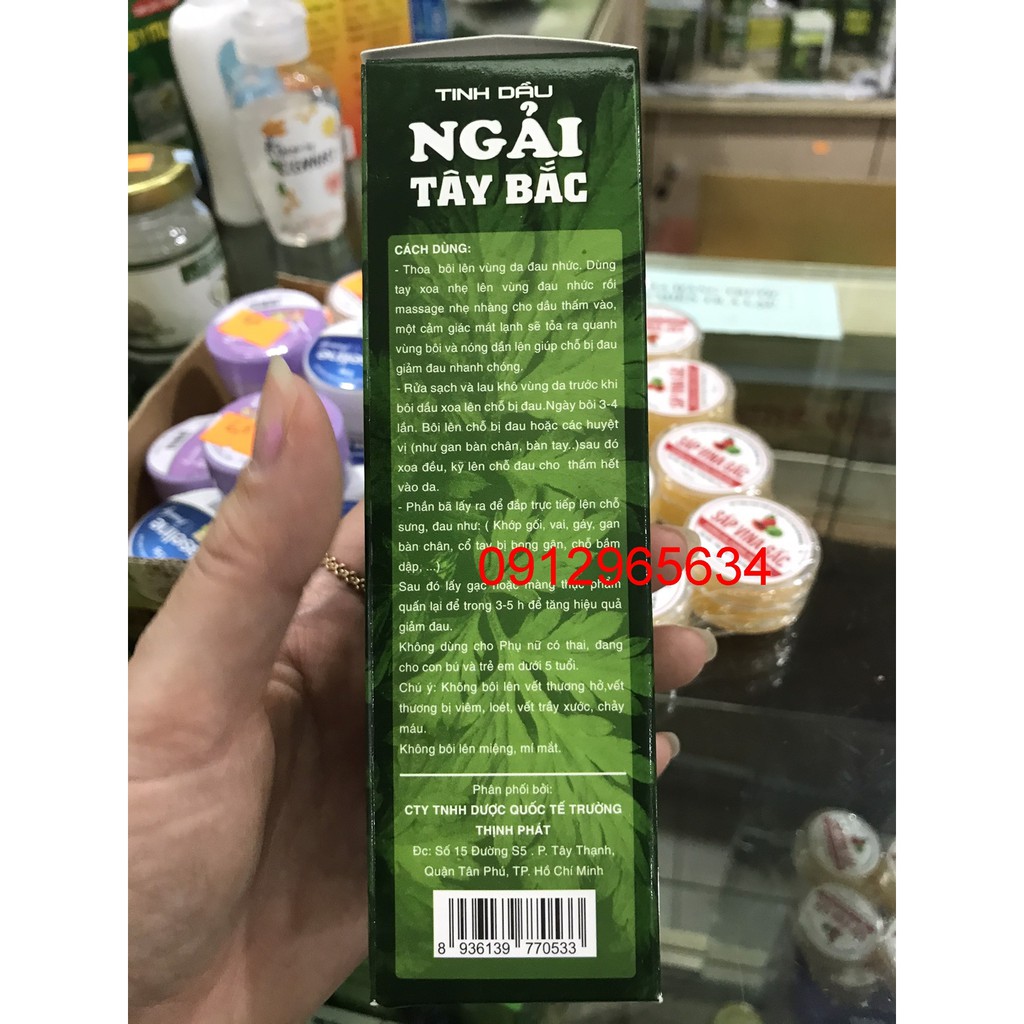 TINH DẦU
NGẢI
TÂY BẮC
CÁCH DÙNG:
- Thoa bôi lên vùng da đau nhức. Dùng
tay xoa nhẹ lên vùng đau nhức rồi
massage nhẹ nhàng cho dầu thấm vào,
một cảm giác mát lạnh sẽ tỏa ra quanh
vùng bôi và nóng dần lên giúp chỗ bị đau
giảm đau nhanh chóng.
- Rửa sạch và lau khô vùng da trước khi
bôi dầu xoa lên chỗ bị đau.Ngày bôi 3-4
lần. Bôi lên chỗ bị đau hoặc các huyệt
vị (như gan bàn chân, bàn tay..)sau đó
xoa đều, kỹ lên chỗ đau cho thấm hết
vào da.
- Phần bã lấy ra để đắp trực tiếp lên chỗ
sưng, đau như: ( Khớp gối, vai, gáy, gan
bàn chân, cổ tay bị bong gân, chỗ bầm
dập, ...)
0912965634
Sau đó lấy gạc hoặc màng thực phẩm
quấn lại để trong 3-5 h để tăng hiệu quả
giảm đau.
Không dùng cho Phụ nữ có thai, đang
cho con bú và trẻ em dưới 5 tuổi.
Chú ý: Không bôi lên vết thương hở,vết
thương bị viêm, loét, vết trầy xước, chảy
máu.
Không bôi lên miệng, mí mắt.
Phân phối bởi:
CTY TNHH DƯỢC QUỐC TẾ TRƯỜNG
THỊNH PHÁT
Đc: Số 15 Đường S5 . P. Tây Thạnh,
Quận Tân Phú, TP. Hồ Chí Minh
8 936139 770533
SÁP VINA GẤC
SÁP VINA GẤC